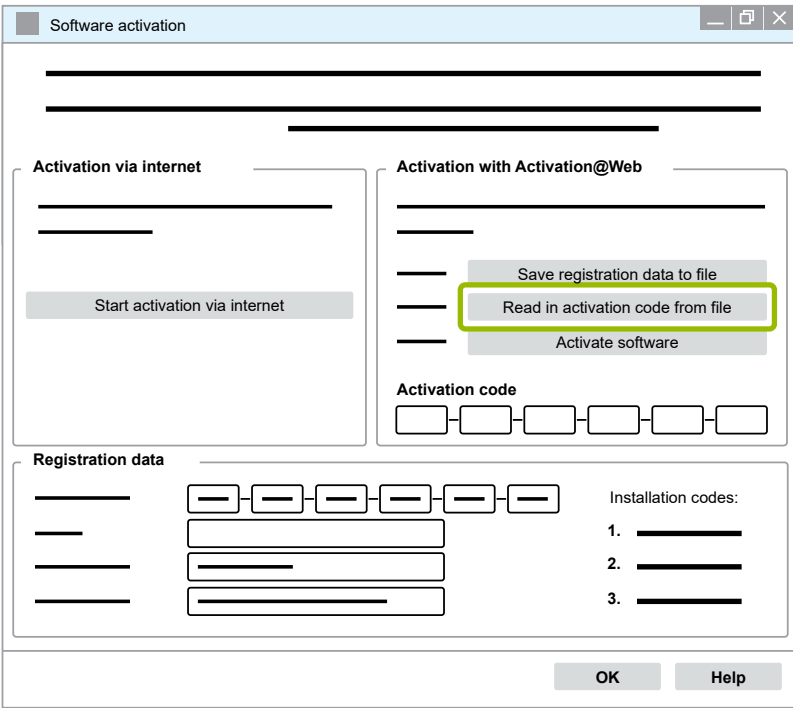 Software activation
Activation via internet
Start activation via internet
Activation with Activation@Web
Save registration data to file
Read in activation code from file
Activate software
Activation code
Registration data
Installation codes:
1.
2.
3.
OK
Help